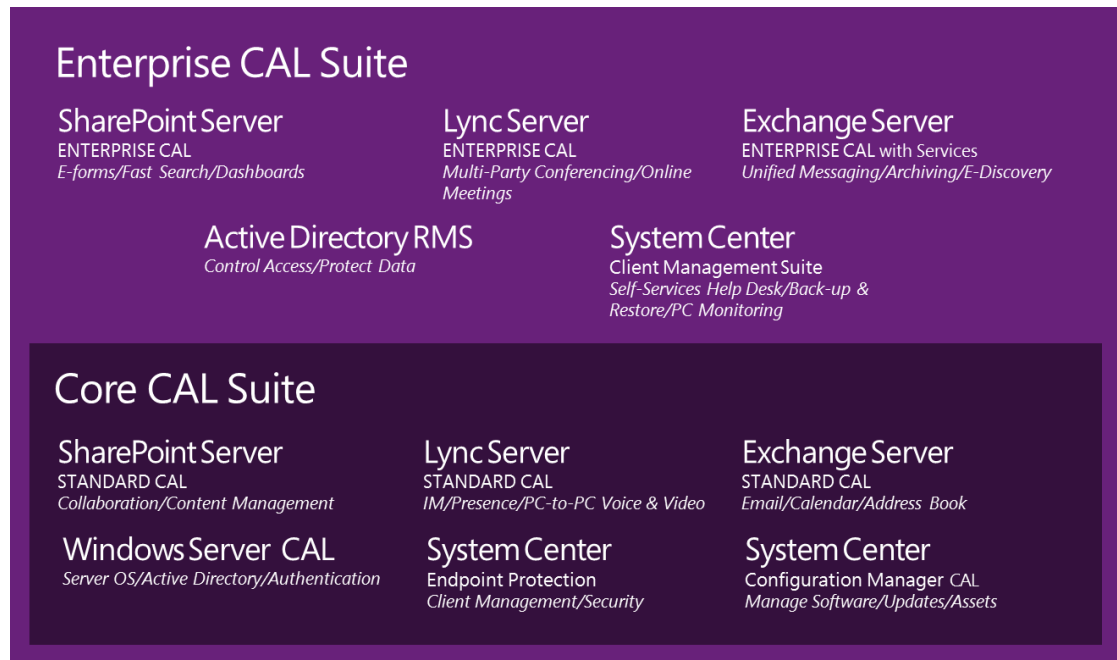 Enterprise CAL Suite
SharePoint Server
ENTERPRISE CAL
E-forms/Fast Search/Dashboards
Lync Server
ENTERPRISE CAL
Multi-Party Conferencing/Online
Meetings
Exchange Server
ENTERPRISE CAL with Services
Unified Messaging/Archiving/E-Discovery
Active Directory RMS
Control Access/Protect Data
System Center
Client Management Suite
Self-Services Help Desk/Back-up &
Restore/PC Monitoring
Core CAL Suite
SharePoint Server
STANDARD CAL
Collaboration/Content Management
Lync Server
STANDARD CAL
IM/Presence/PC-to-PC Voice & Video
Exchange Server
STANDARD CAL
Email/Calendar/Address Book
Windows Server CAL
Server OS/Active Directory/Authentication
System Center
Endpoint Protection
Client Management/Security
System Center
Configuration Manager CAL
Manage Software/Updates/Assets